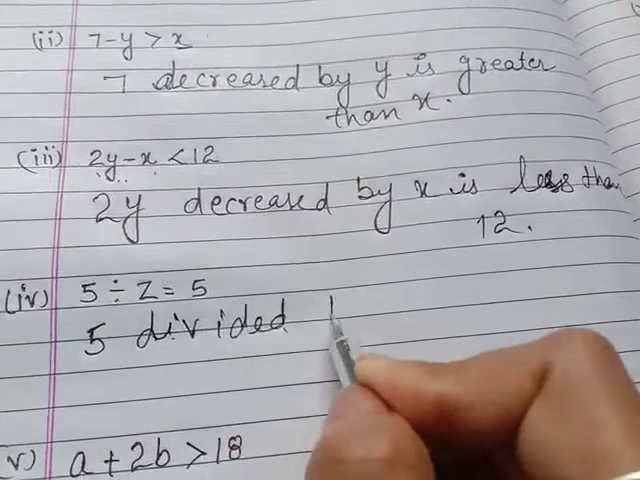 (ii) 7-y > x
7 decreased by y is greater
than x.
(iii) 2y-x < 12
2y decreased by x is less than
12.
(iv) 5 ÷ z = 5
5 divided
(v) a + 2b > 18